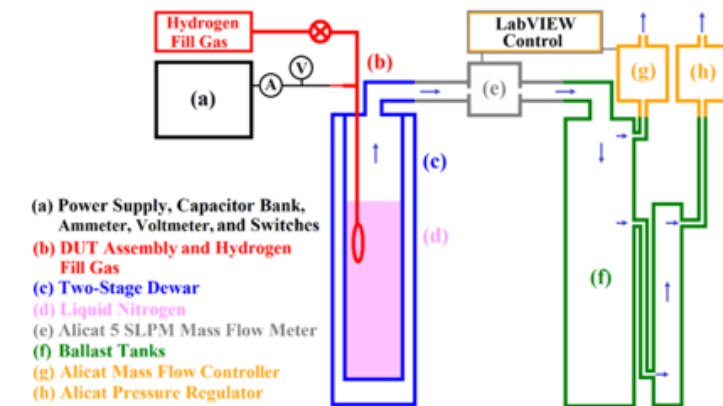 Hydrogen
Fill Gas
LabVIEW
Control
V
A
(a)
(b)
(c)
(d)
(e)
(f)
(g)
(h)
(a) Power Supply, Capacitor Bank,
Ammeter, Voltmeter, and Switches
(b) DUT Assembly and Hydrogen
Fill Gas
(c) Two-Stage Dewar
(d) Liquid Nitrogen
(e) Alicat 5 SLPM Mass Flow Meter
(f) Ballast Tanks
(g) Alicat Mass Flow Controller
(h) Alicat Pressure Regulator